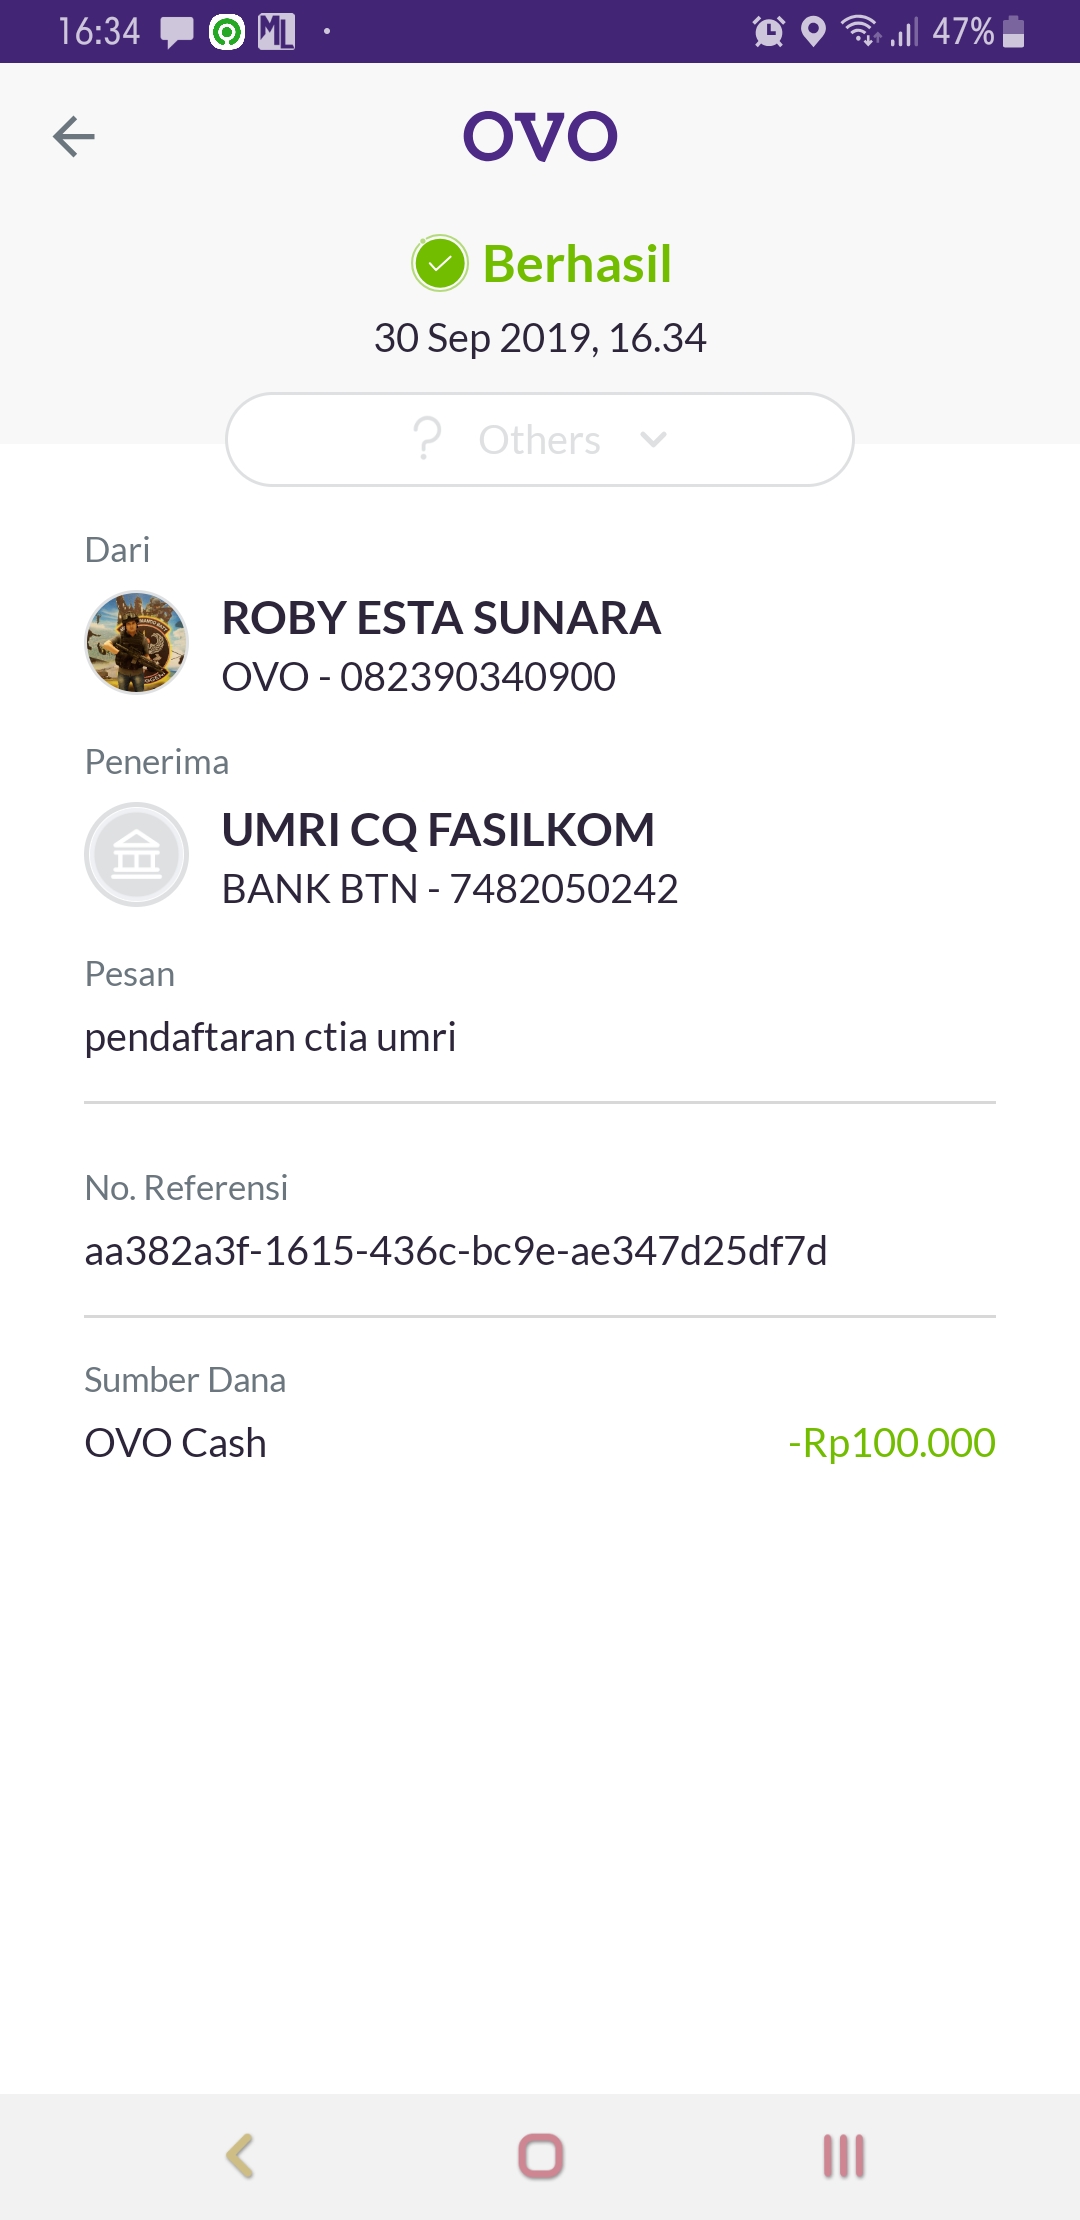 16:34 ML 47%
OVO
Berhasil
30 Sep 2019, 16.34
? Others
Dari
ROBY ESTA SUNARA
OVO - 082390340900
Penerima
UMRI CQ FASILKOM
BANK BTN - 7482050242
Pesan
pendaftaran ctia umri
No. Referensi
aa382a3f-1615-436c-bc9e-ae347d25df7d
Sumber Dana
OVO Cash -Rp100.000